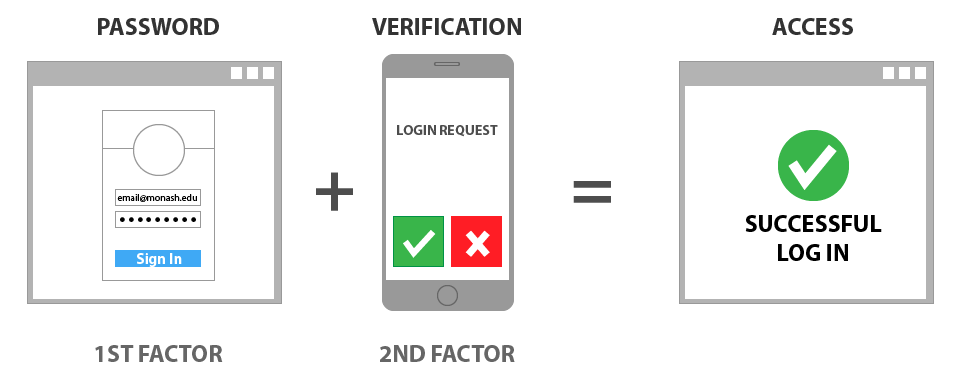 PASSWORD
VERIFICATION
ACCESS
email@monash.edu
Sign In
LOGIN REQUEST
SUCCESSFUL
LOG IN
1ST FACTOR
2ND FACTOR